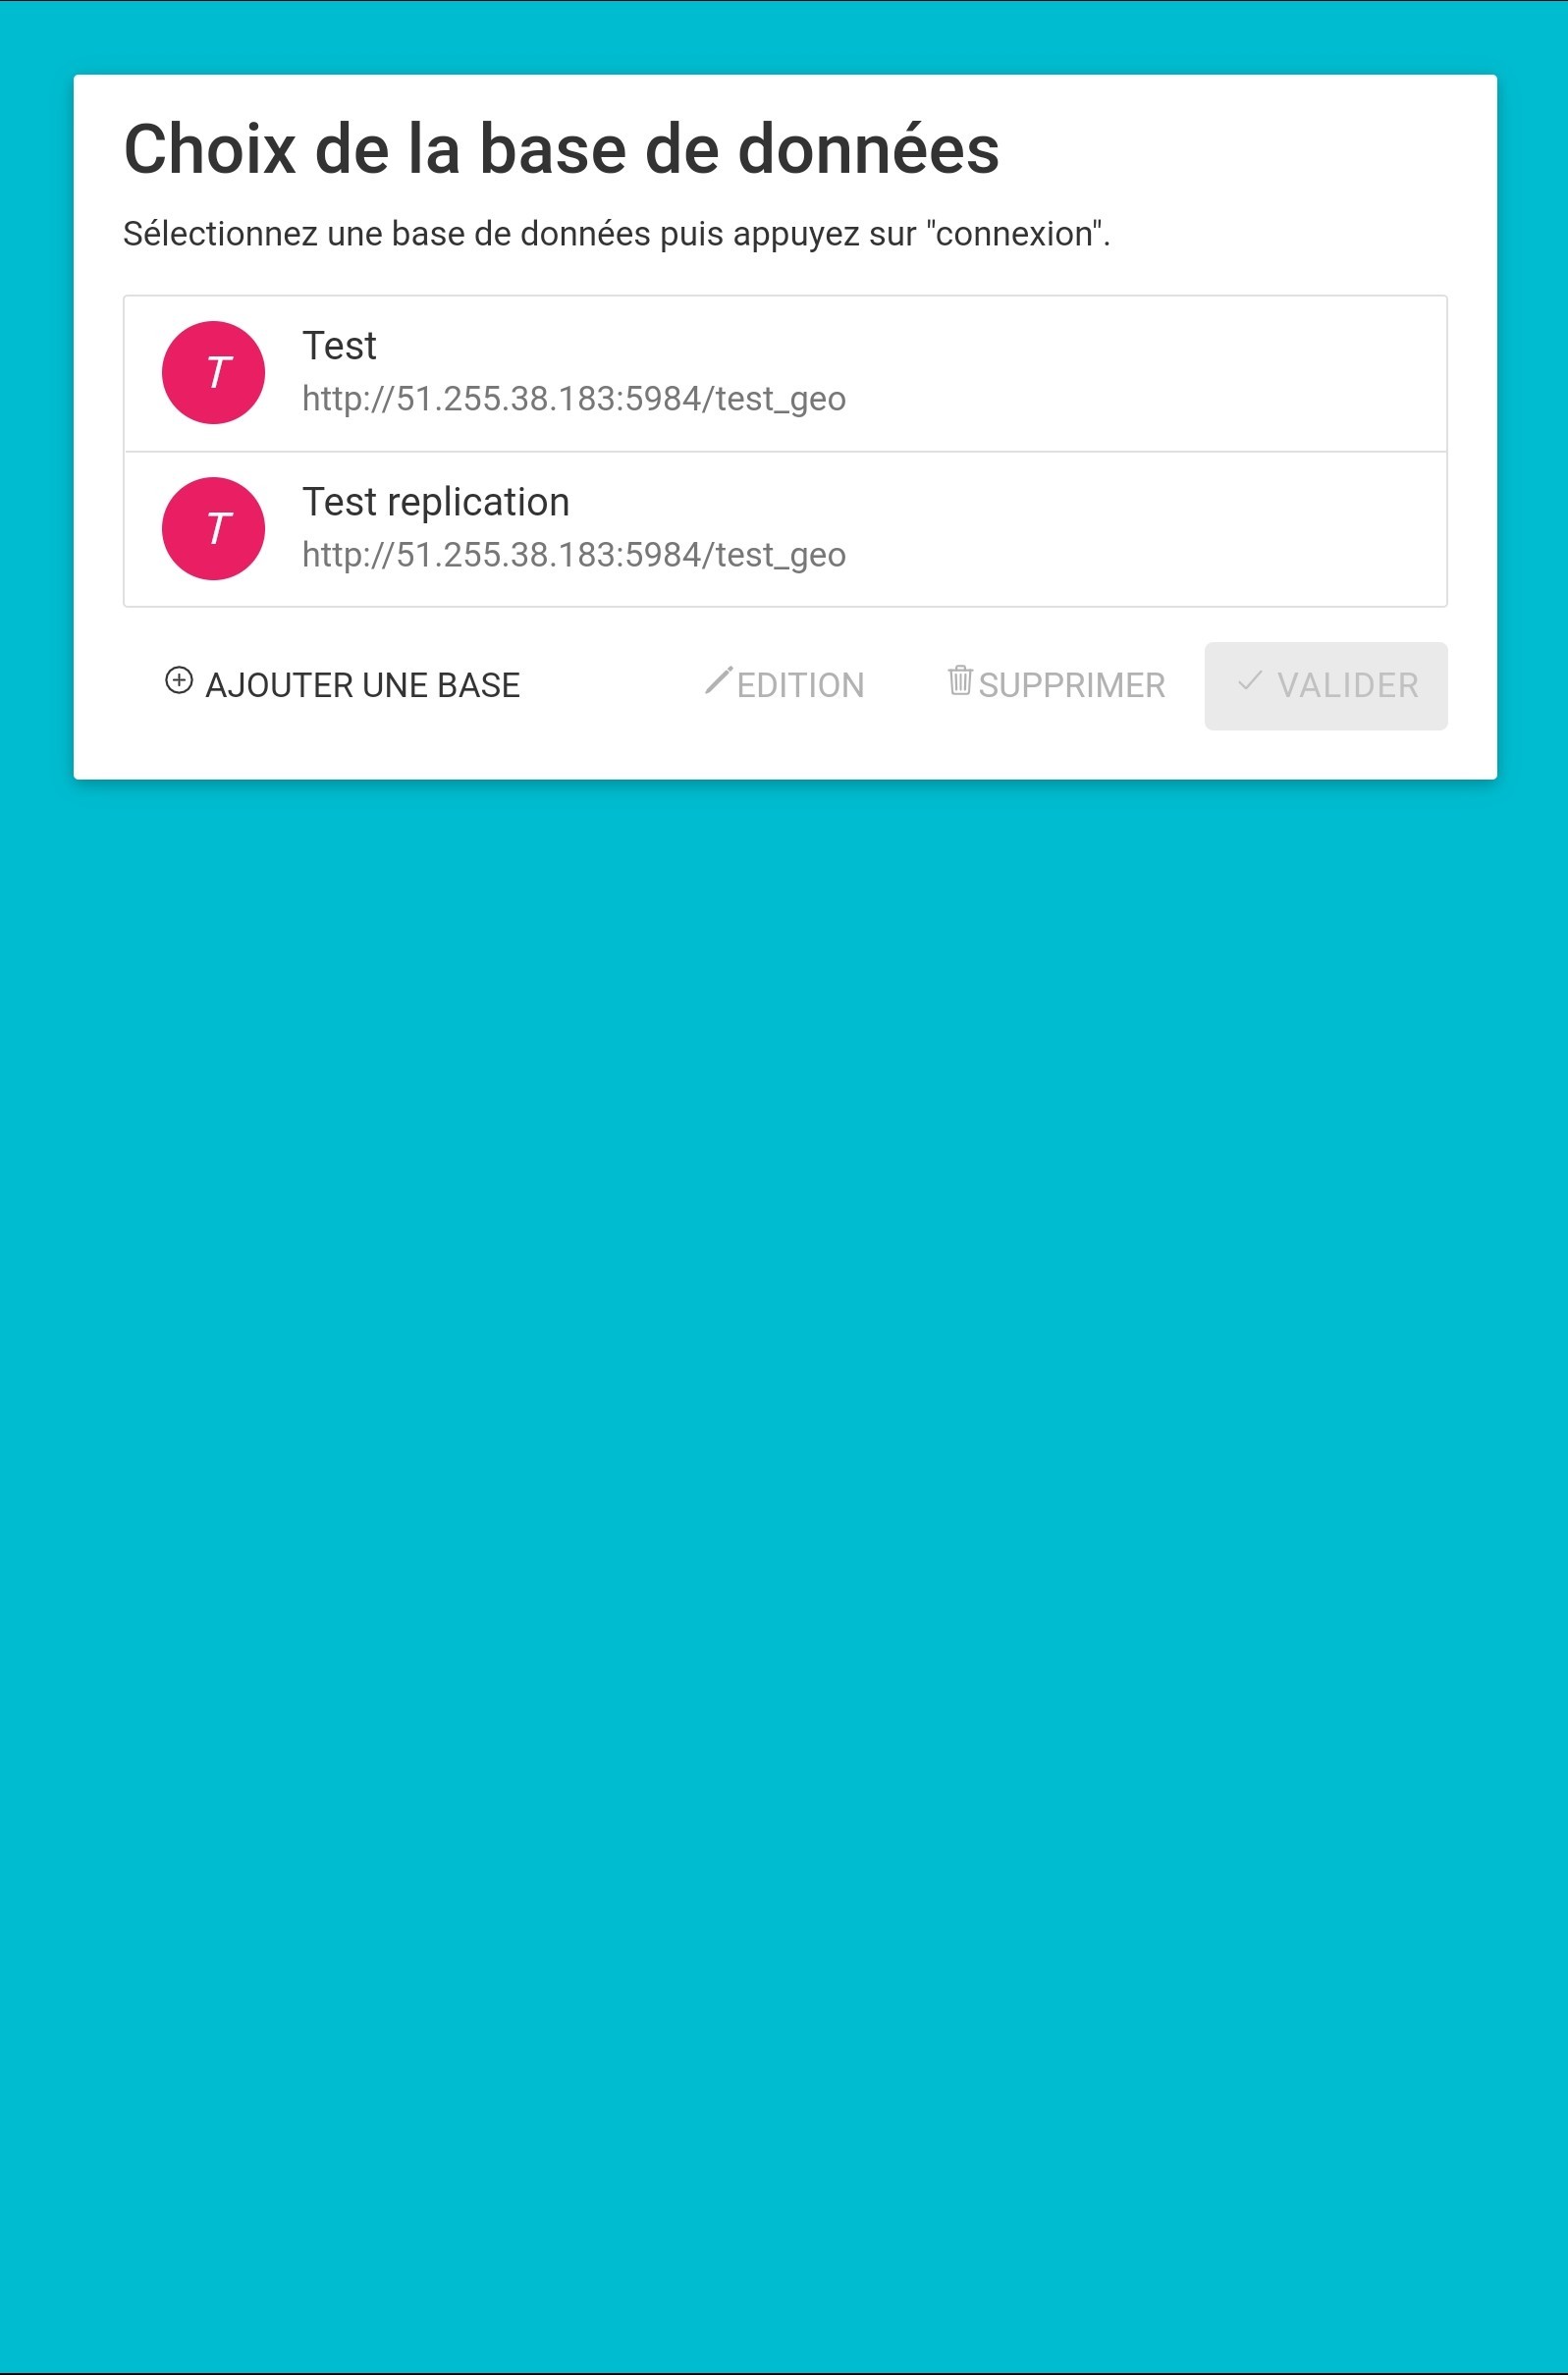 Choix de la base de données
Sélectionnez une base de données puis appuyez sur "connexion".
T
Test
http://51.255.38.183:5984/test_geo
T
Test replication
http://51.255.38.183:5984/test_geo
AJOUTER UNE BASE EDITION SUPPRIMER VALIDER